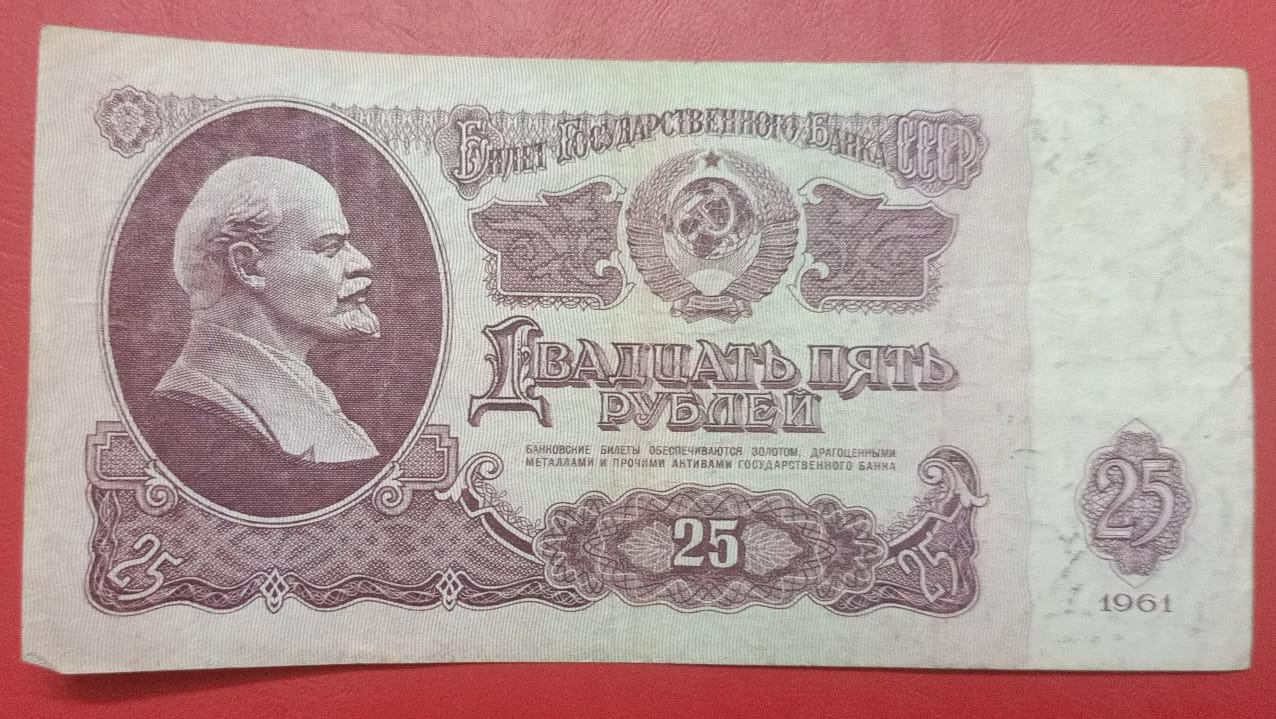 Билет Государственного Банка СССР
Двадцать пять
рублей
БАНКОВСКИЕ БИЛЕТЫ ОБЕСПЕЧИВАЮТСЯ ЗОЛОТОМ, ДРАГОЦЕННЫМИ
МЕТАЛЛАМИ И ПРОЧИМИ АКТИВАМИ ГОСУДАРСТВЕННОГО БАНКА
25
25
25
25
1961